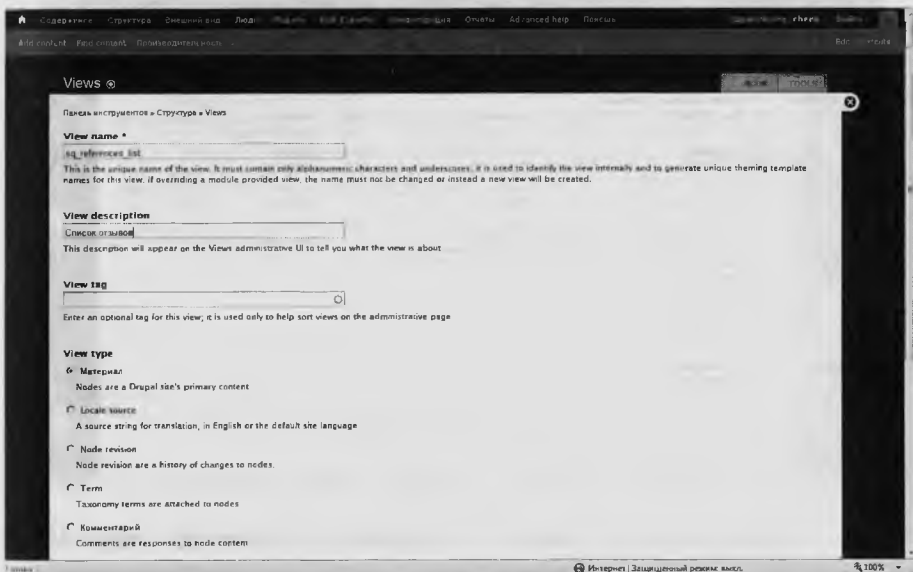 Содержимое Структура Внешний вид Люди Отчеты Advanced help Помощь
Add content Find content Производительность
Views
Панель инструментов » Структура » Views
View name *
sq_references_list
This is the unique name of the view. It must contain only alphanumeric characters and underscores; it is used to identify the view internally and to generate unique theming template
names for this view. If overriding a module provided view, the name must not be changed or instead a new view will be created.
View description
Список отзывов
This description will appear on the Views administrative UI to tell you what the view is about
View tag
Enter an optional tag for this view; it is used only to help sort views on the administrative page
View type
Материал
Nodes are a Drupal site's primary content
Locale source
A source string for translation, in English or the default site language
Node revision
Node revision are a history of changes to nodes.
Term
Taxonomy terms are attached to nodes
Комментарий
Comments are responses to node content
Интернет | Защищенный режим: выкл.
100%